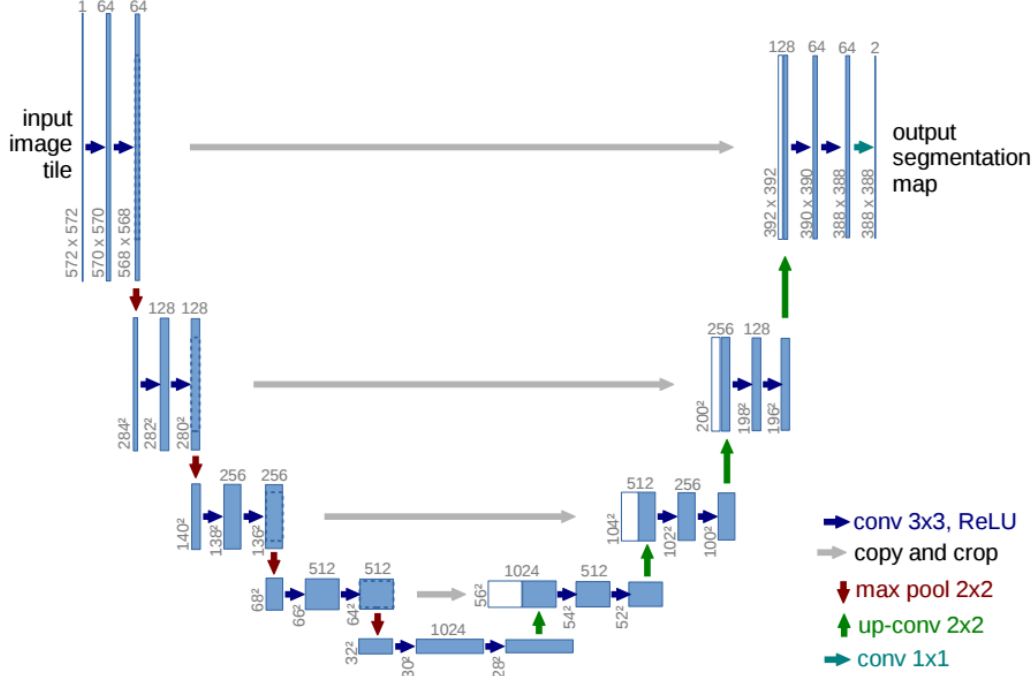 1 64 64
input
image
tile
572 x 572
570 x 570
568 x 568
128 64 64 2
output
segmentation
map
392 x 392
390 x 390
388 x 388
388 x 388
128 128
284²
282²
280²
256 128
200²
198²
196²
256 256
140²
138²
136²
512 256
104²
102²
100²
512 512
68²
66²
64²
1024 512
56²
54²
52²
1024
32²
30²
28²
conv 3x3, ReLU
copy and crop
max pool 2x2
up-conv 2x2
conv 1x1